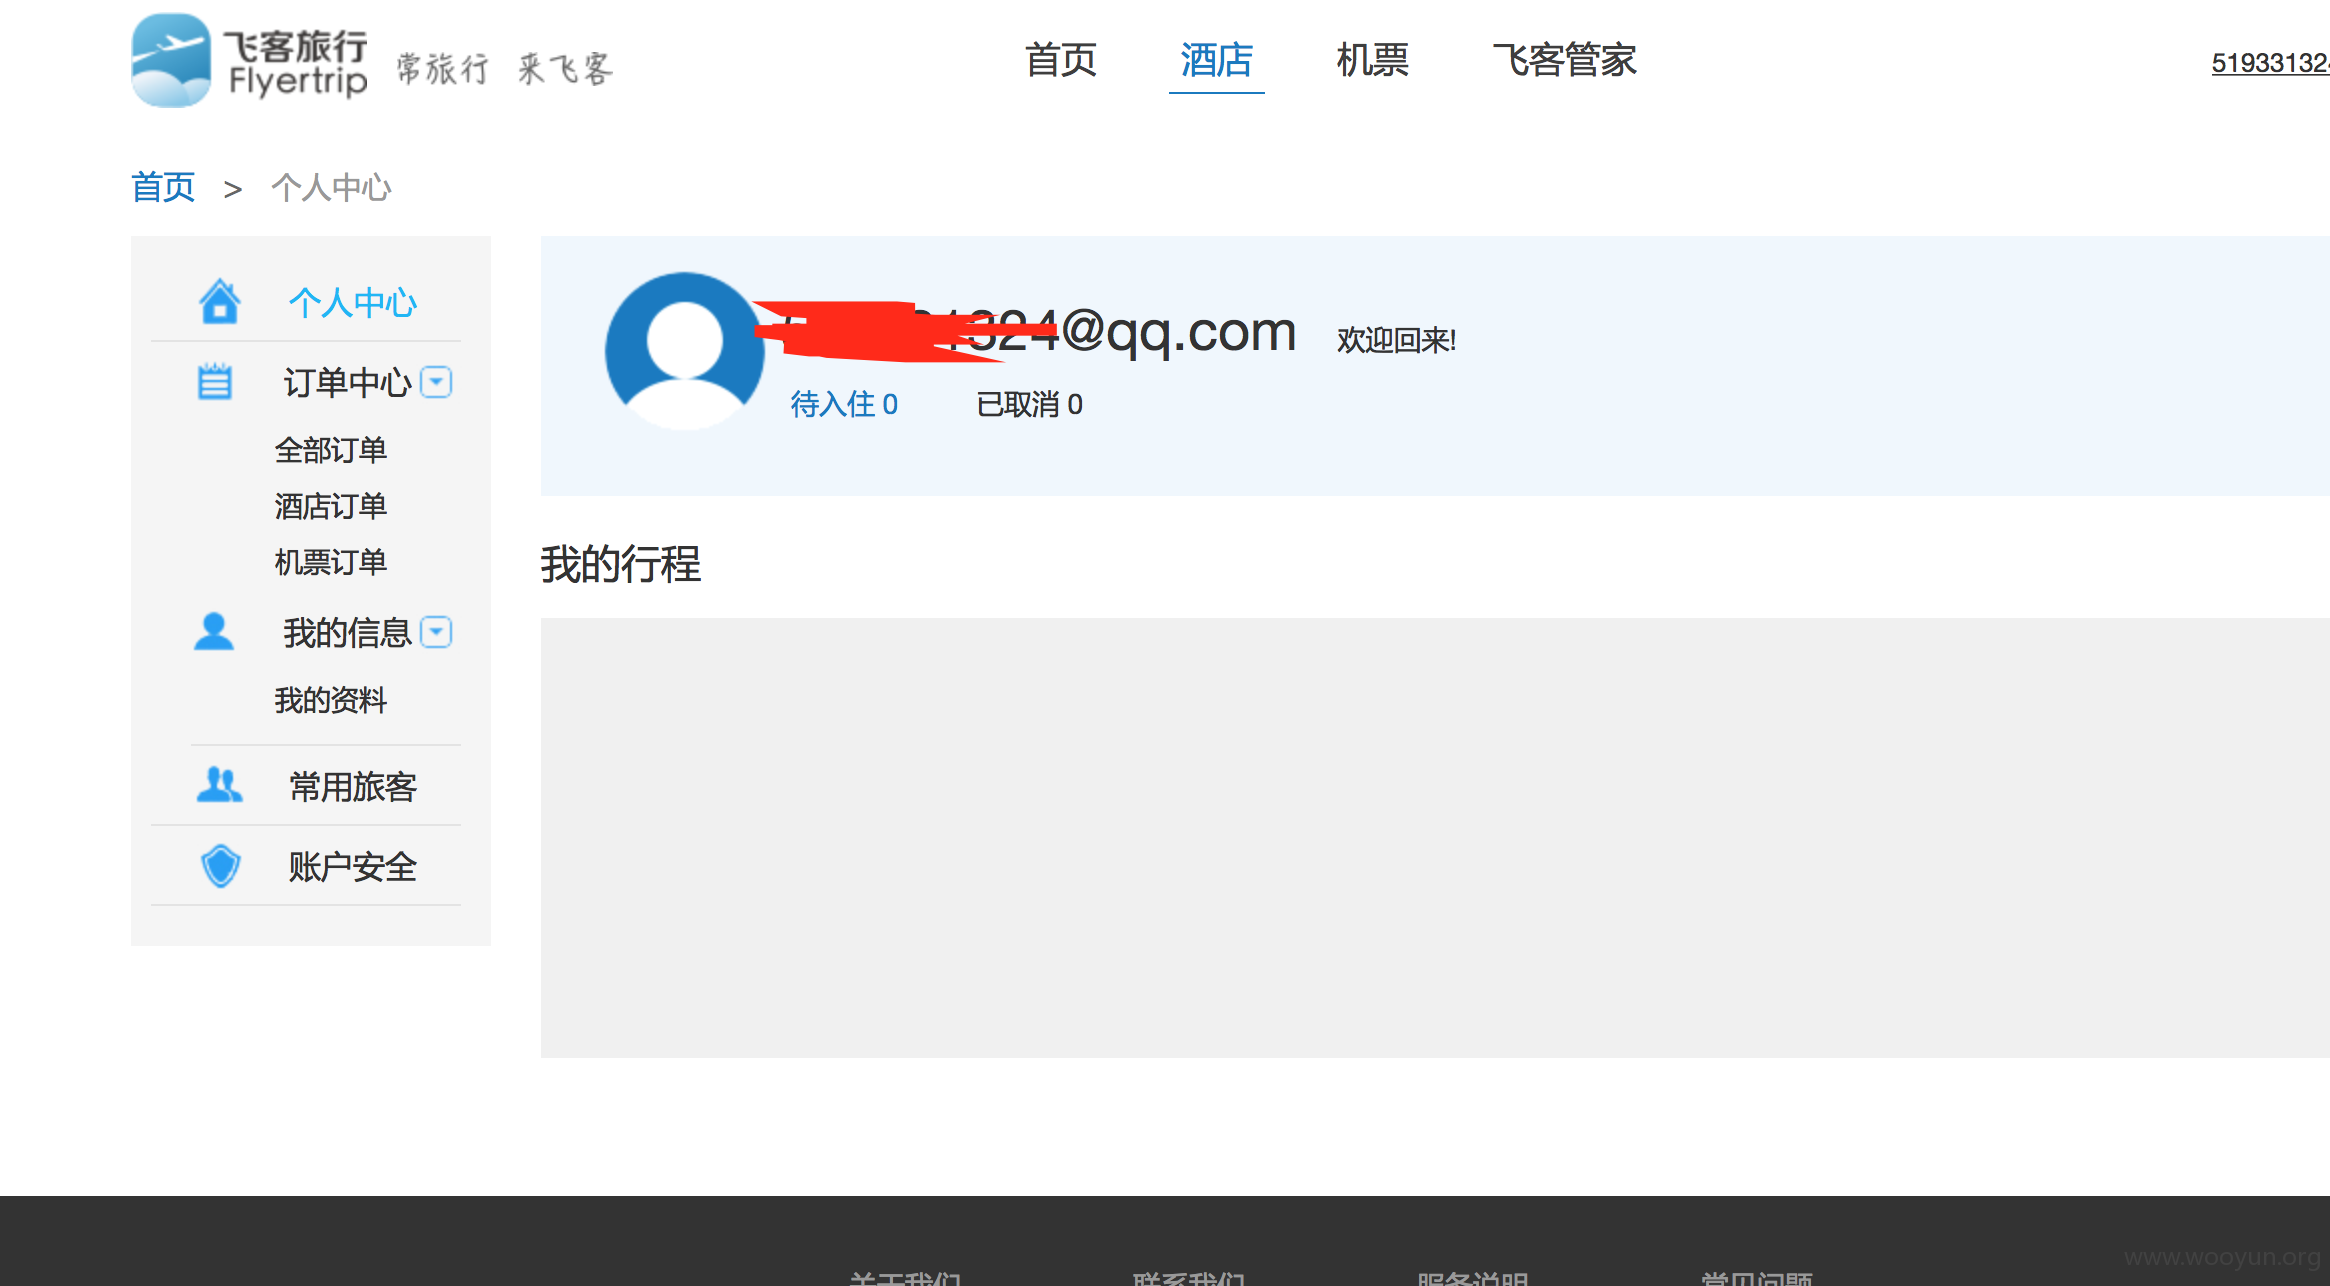 飞客旅行
Flyertrip
常旅行 来飞客
首页 酒店 机票 飞客管家
51933132
首页 > 个人中心
个人中心
订单中心
全部订单
酒店订单
机票订单
我的信息
我的资料
常用旅客
账户安全
324@qq.com 欢迎回来!
待入住 0 已取消 0
我的行程
关于我们 联系我们 服务说明 常见问题
www.wooyun.org